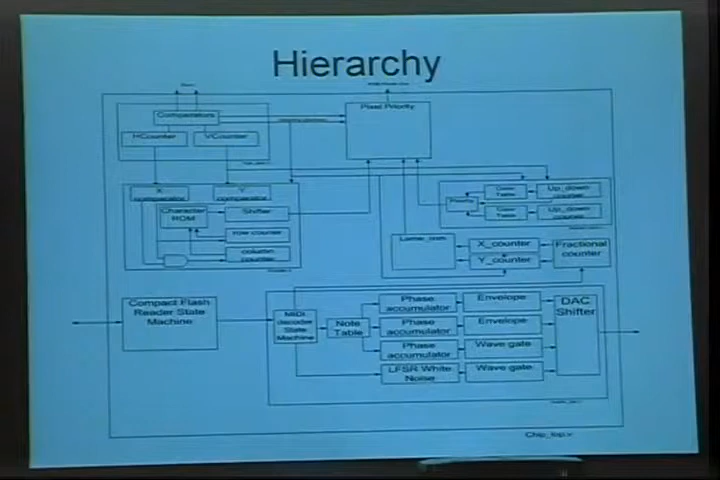 Hierarchy
Comparators
HCounter
VCounter
Pixel Priority
X
comparator
Y
comparator
Character
ROM
Shifter
row counter
column
counter
Priority
Color
Table
Up_down
counter
Color
Table
Up_down
counter
X_counter
Y_counter
Fractional
counter
Compact Flash
Reader State
Machine
MIDI
decoder
State
Machine
Note
Table
Phase
accumulator
Envelope
Phase
accumulator
Envelope
Phase
accumulator
Wave gate
LFSR White
Noise
Wave gate
DAC
Shifter
Chip_top.v